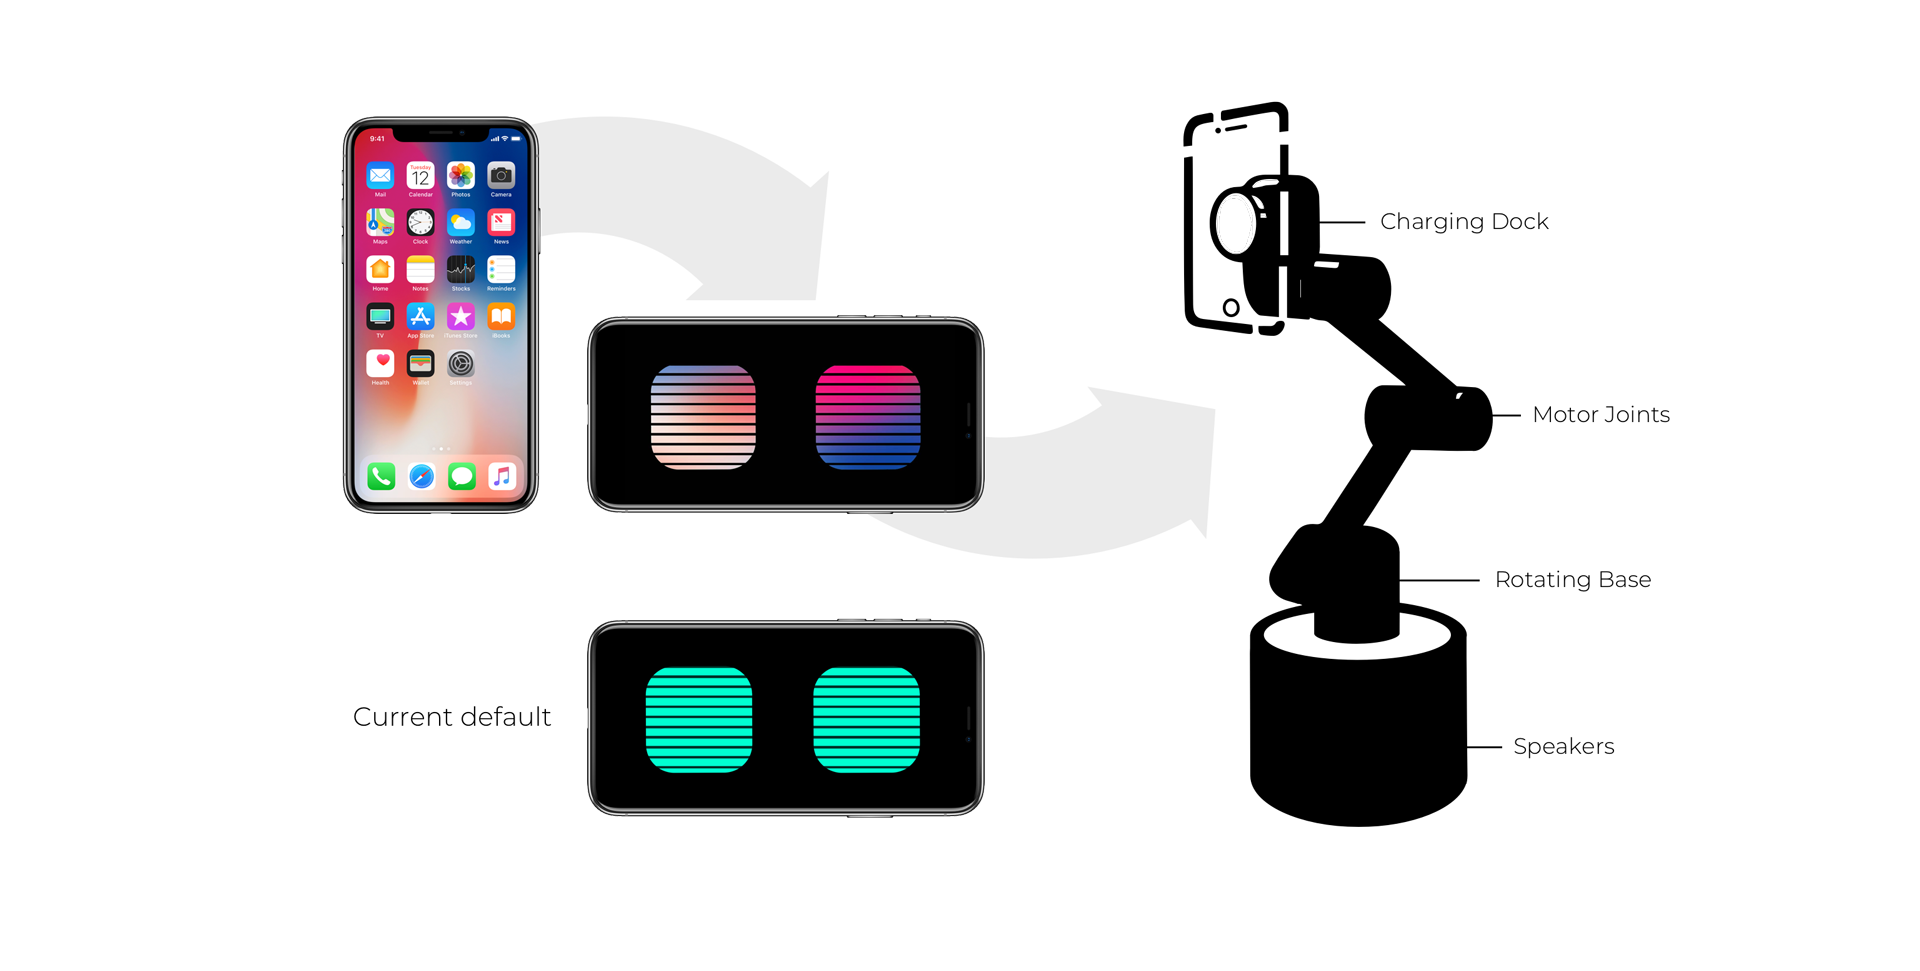 9:41
Tuesday
12
Mail
Calendar
Photos
Camera
Maps
Clock
Weather
News
Home
Notes
Stocks
Reminders
TV
App Store
iTunes Store
iBooks
Health
Wallet
Settings
Current default
Charging Dock
Motor Joints
Rotating Base
Speakers